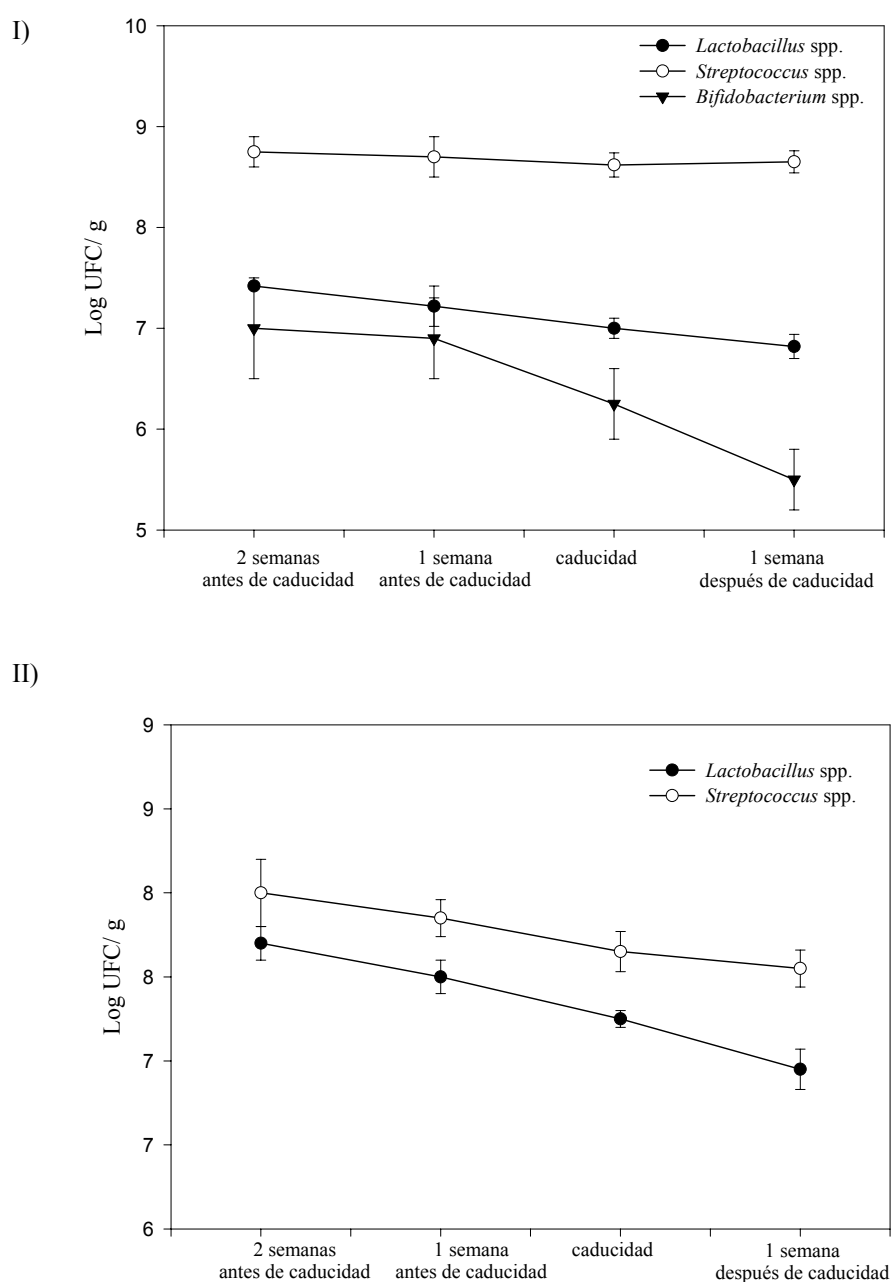 I)
10
9
8
7
6
5
Log UFC/ g
Lactobacillus spp.
Streptococcus spp.
Bifidobacterium spp.
2 semanas
antes de caducidad
1 semana
antes de caducidad
caducidad
1 semana
después de caducidad
II)
9
9
8
8
7
7
6
Log UFC/ g
Lactobacillus spp.
Streptococcus spp.
2 semanas
antes de caducidad
1 semana
antes de caducidad
caducidad
1 semana
después de caducidad